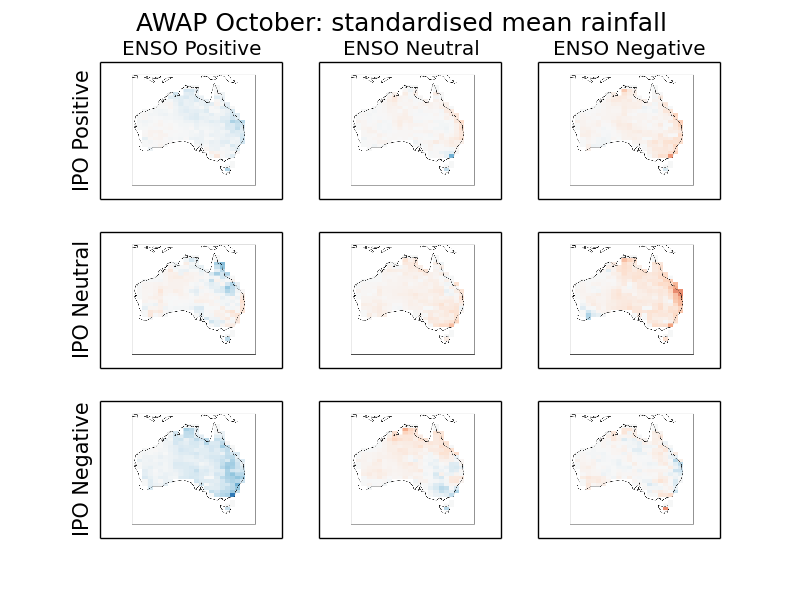 AWAP October: standardised mean rainfall
ENSO Positive
ENSO Neutral
ENSO Negative
IPO Positive
IPO Neutral
IPO Negative